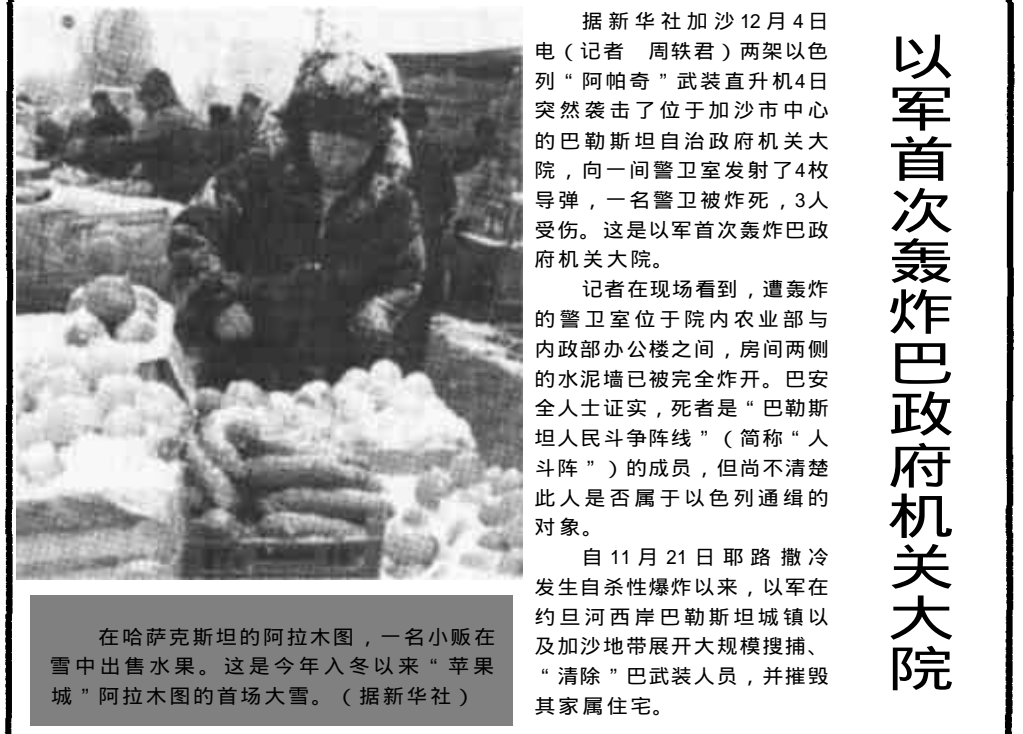 以军首次轰炸巴政府机关大院
据新华社加沙12月4日
电（记者　周轶君）两架以色
列“阿帕奇”武装直升机4日
突然袭击了位于加沙市中心
的巴勒斯坦自治政府机关大
院，向一间警卫室发射了4枚
导弹，一名警卫被炸死，3人
受伤。这是以军首次轰炸巴政
府机关大院。
记者在现场看到，遭轰炸
的警卫室位于院内农业部与
内政部办公楼之间，房间两侧
的水泥墙已被完全炸开。巴安
全人士证实，死者是“巴勒斯
坦人民斗争阵线”（简称“人
斗阵”）的成员，但尚不清楚
此人是否属于以色列通缉的
对象。
自11月21日耶路撒冷
发生自杀性爆炸以来，以军在
约旦河西岸巴勒斯坦城镇以
及加沙地带展开大规模搜捕、
“清除”巴武装人员，并摧毁
其家属住宅。
在哈萨克斯坦的阿拉木图，一名小贩在
雪中出售水果。这是今年入冬以来“苹果
城”阿拉木图的首场大雪。（据新华社）